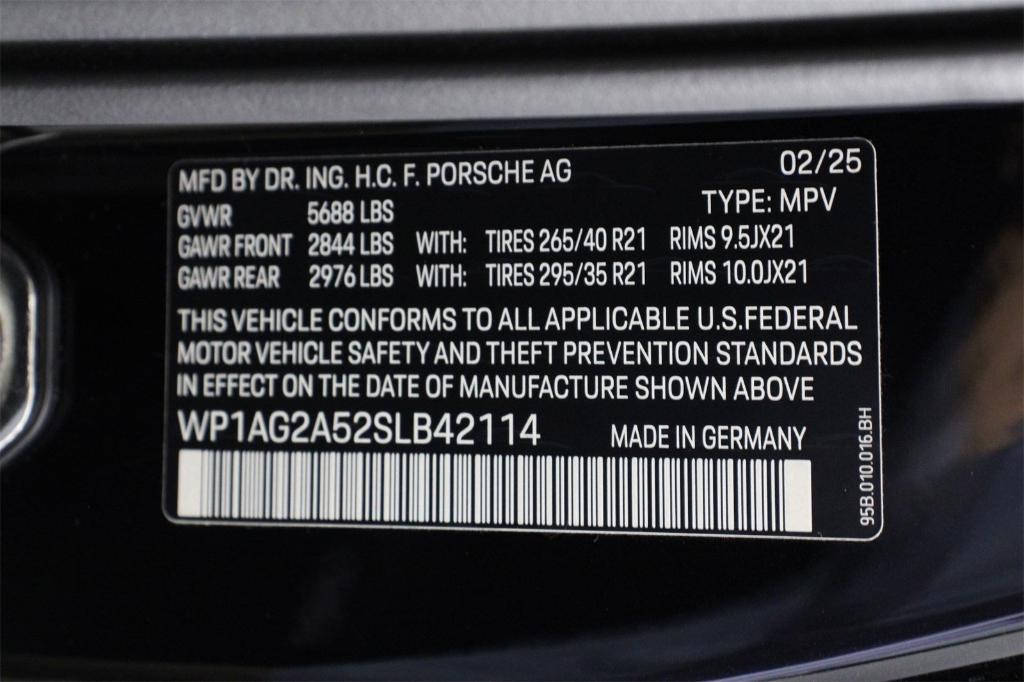 MFD BY DR. ING. H.C. F. PORSCHE AG 02/25
GVWR 5688 LBS TYPE: MPV
GAWR FRONT 2844 LBS WITH: TIRES 265/40 R21 RIMS 9.5JX21
GAWR REAR 2976 LBS WITH: TIRES 295/35 R21 RIMS 10.0JX21
THIS VEHICLE CONFORMS TO ALL APPLICABLE U.S.FEDERAL
MOTOR VEHICLE SAFETY AND THEFT PREVENTION STANDARDS
IN EFFECT ON THE DATE OF MANUFACTURE SHOWN ABOVE
WP1AG2A52SLB42114 MADE IN GERMANY
95B.010.016.BH